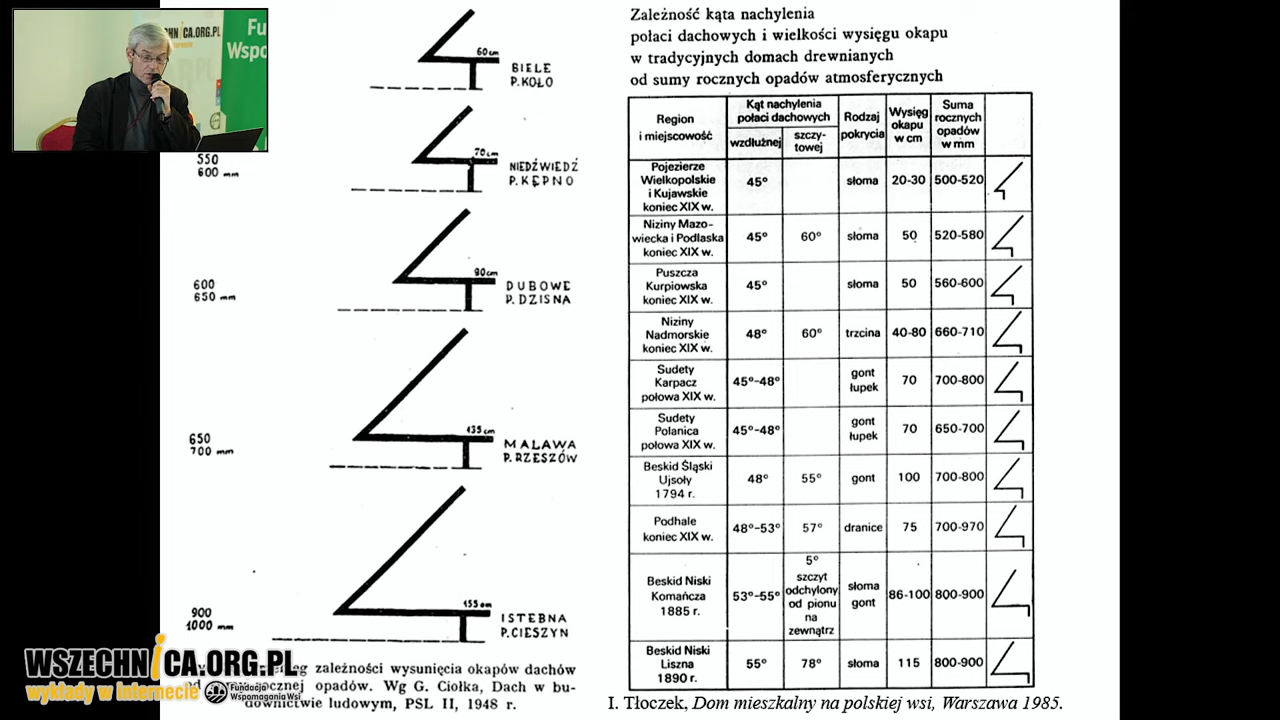 CHNICA.ORG.PL
Fu
Wspo
60 cm
BIELE
P. KOŁO
550
600 mm
70 cm
NIEDŹWIEDŹ
P. KĘPNO
600
650 mm
90 cm
DUBOWE
P. DZISNA
650
700 mm
135 cm
MALAWA
P. RZESZÓW
900
1000 mm
155 cm
ISTEBNA
P. CIESZYN
zależności wysunięcia okapów dachów
od rocznej opadów. Wg G. Ciołka, Dach w bu-
downictwie ludowym, PSL II, 1948 r.
WSZECHNICA.ORG.PL
wykłady w internecie
Fundacja
Wspomagania Wsi
Zależność kąta nachylenia
połaci dachowych i wielkości wysięgu okapu
w tradycyjnych domach drewnianych
od sumy rocznych opadów atmosferycznych
Region
i miejscowość
Kąt nachylenia
połaci dachowych
wzdłużnej
szczy-
towej
Rodzaj
pokrycia
Wysięg
okapu
w cm
Suma
rocznych
opadów
w mm
Pojezierze
Wielkopolskie
i Kujawskie
koniec XIX w.
45° słoma 20-30 500-520
Niziny Mazo-
wiecka i Podlaska
koniec XIX w.
45° 60° słoma 50 520-580
Puszcza
Kurpiowska
koniec XIX w.
45° słoma 50 560-600
Niziny
Nadmorskie
koniec XIX w.
48° 60° trzcina 40-80 660-710
Sudety
Karpacz
połowa XIX w.
45°-48° gont
łupek 70 700-800
Sudety
Polanica
połowa XIX w.
45°-48° gont
łupek 70 650-700
Beskid Śląski
Ujsoły
1794 r.
48° 55° gont 100 700-800
Podhale
koniec XIX w.
48°-53° 57° dranice 75 700-970
Beskid Niski
Komańcza
1885 r.
53°-55°
5°
szczyt
odchylony
od pionu
na
zewnątrz
słoma
gont
86-100 800-900
Beskid Niski
Liszna
1890 r.
55° 78° słoma 115 800-900
I. Tłoczek, Dom mieszkalny na polskiej wsi, Warszawa 1985.